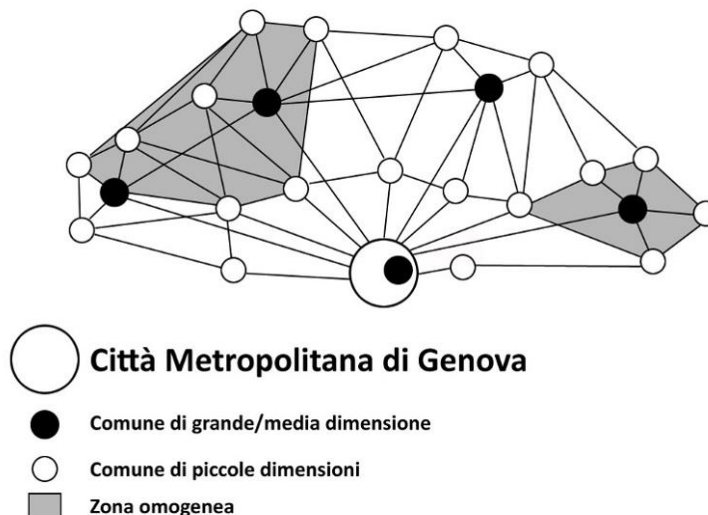 Città Metropolitana di Genova
Comune di grande/media dimensione
Comune di piccole dimensioni
Zona omogenea